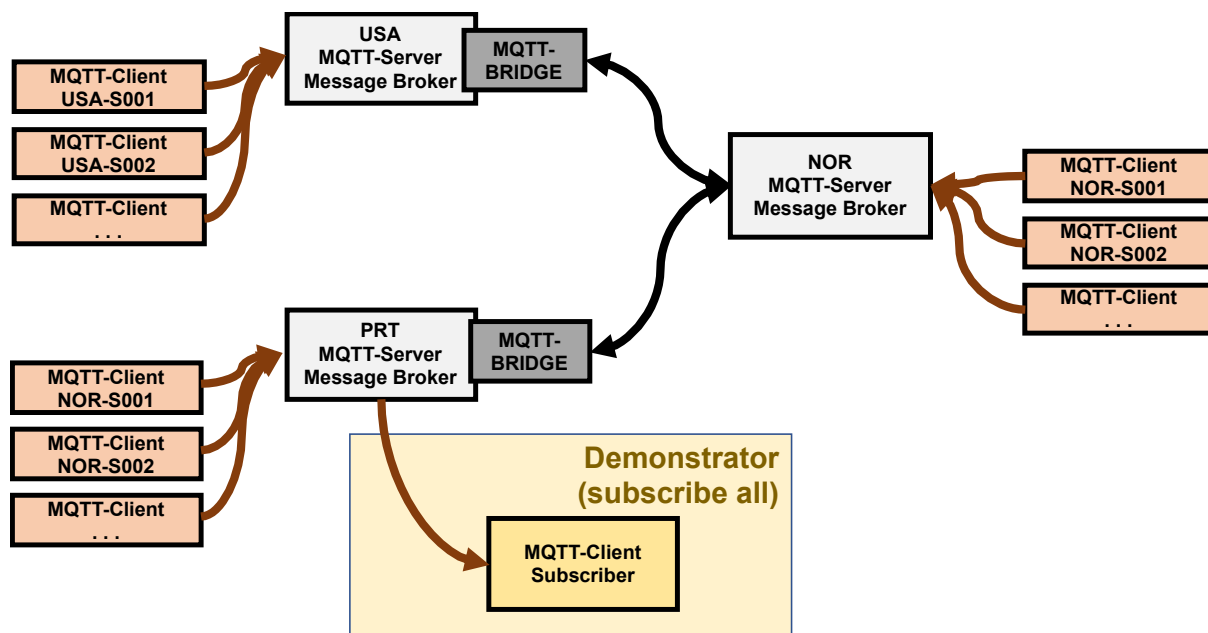 USA
MQTT-Server
Message Broker
MQTT-
BRIDGE
MQTT-Client
USA-S001
MQTT-Client
USA-S002
MQTT-Client
. . .
NOR
MQTT-Server
Message Broker
MQTT-Client
NOR-S001
MQTT-Client
NOR-S002
MQTT-Client
. . .
PRT
MQTT-Server
Message Broker
MQTT-
BRIDGE
MQTT-Client
NOR-S001
MQTT-Client
NOR-S002
MQTT-Client
. . .
Demonstrator
(subscribe all)
MQTT-Client
Subscriber